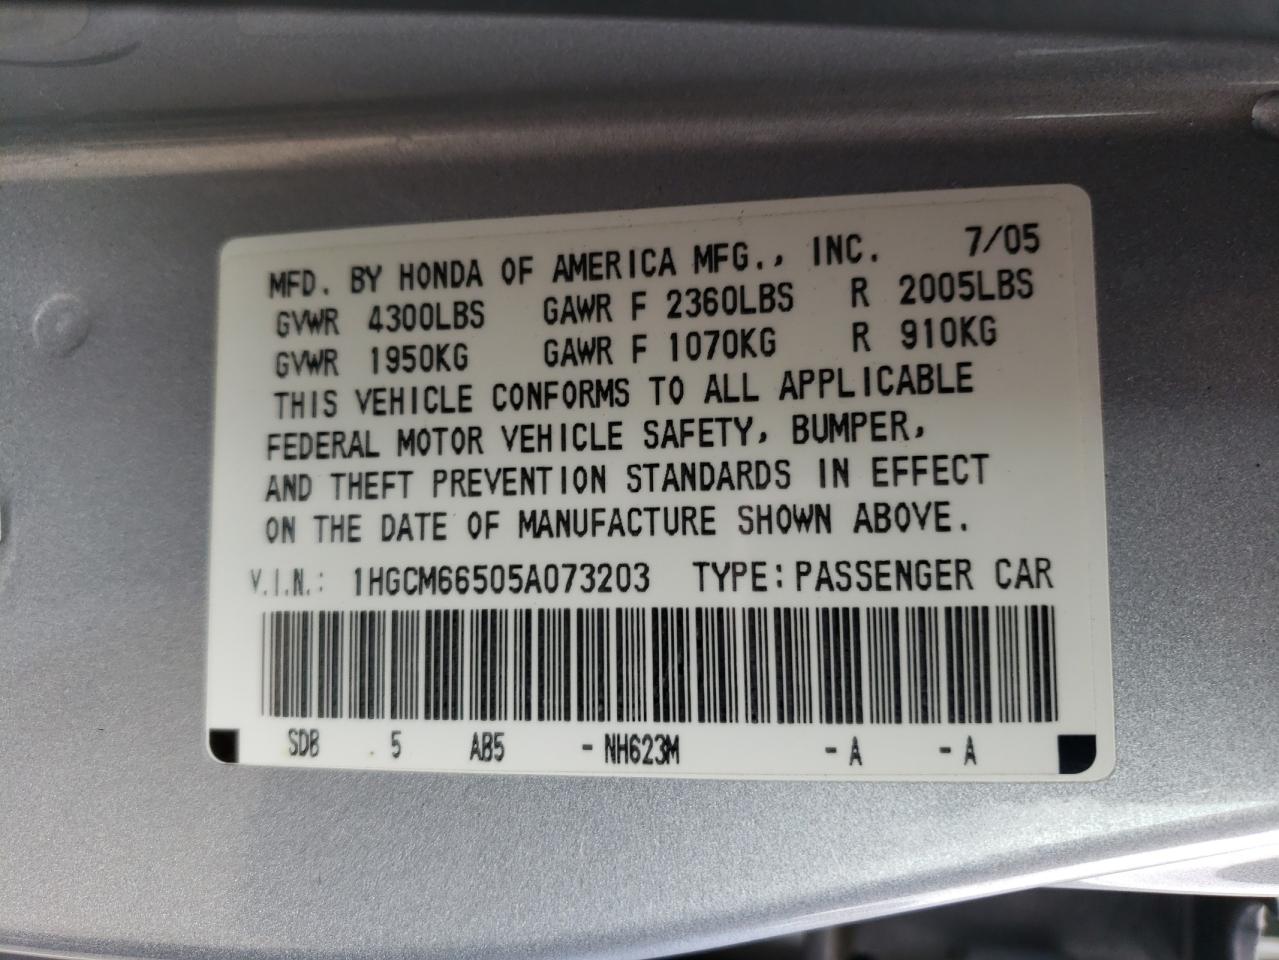 MFD. BY HONDA OF AMERICA MFG., INC. 7/05
GVWR 4300LBS GAWR F 2360LBS R 2005LBS
GVWR 1950KG GAWR F 1070KG R 910KG
THIS VEHICLE CONFORMS TO ALL APPLICABLE
FEDERAL MOTOR VEHICLE SAFETY, BUMPER,
AND THEFT PREVENTION STANDARDS IN EFFECT
ON THE DATE OF MANUFACTURE SHOWN ABOVE.
V.I.N.: 1HGCM66505A073203 TYPE: PASSENGER CAR
SDB . 5 AB5 - NH623M - A - A